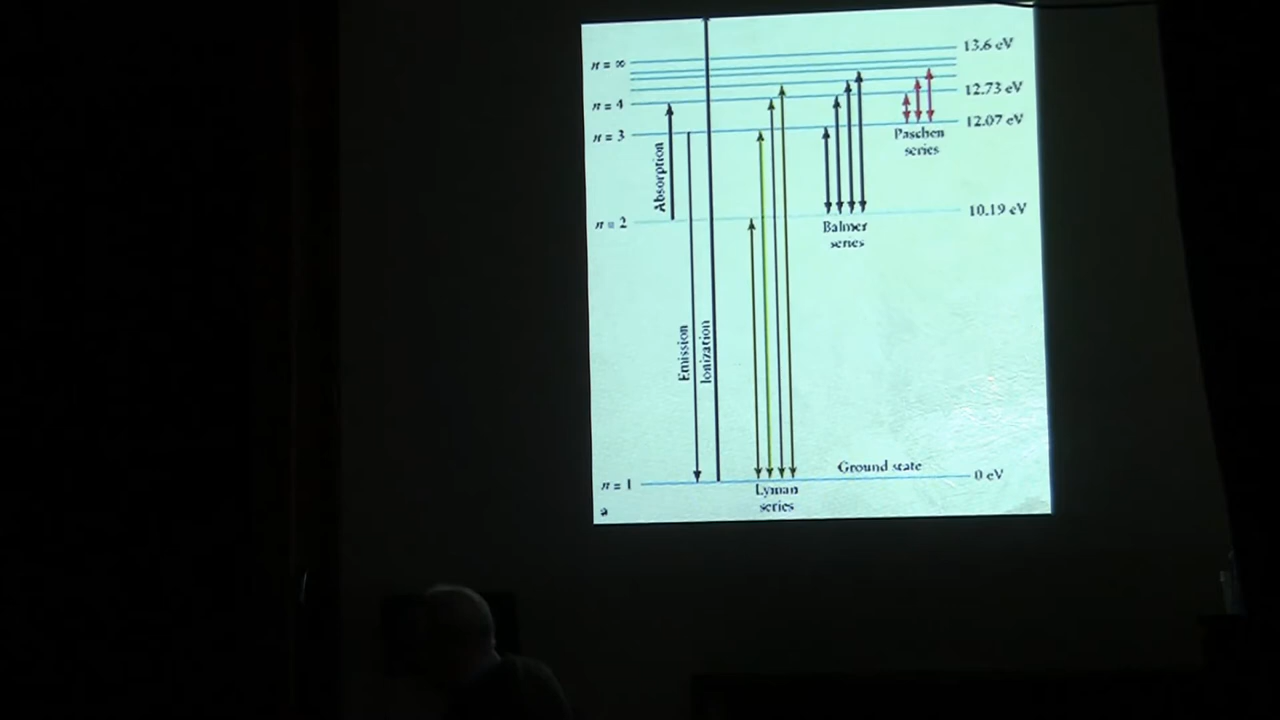 13.6 eV
n = ∞
12.73 eV
n = 4
12.07 eV
n = 3
Paschen
series
Absorption
10.19 eV
n = 2
Balmer
series
Emission
Ionization
Ground state
0 eV
n = 1
Lyman
series
a